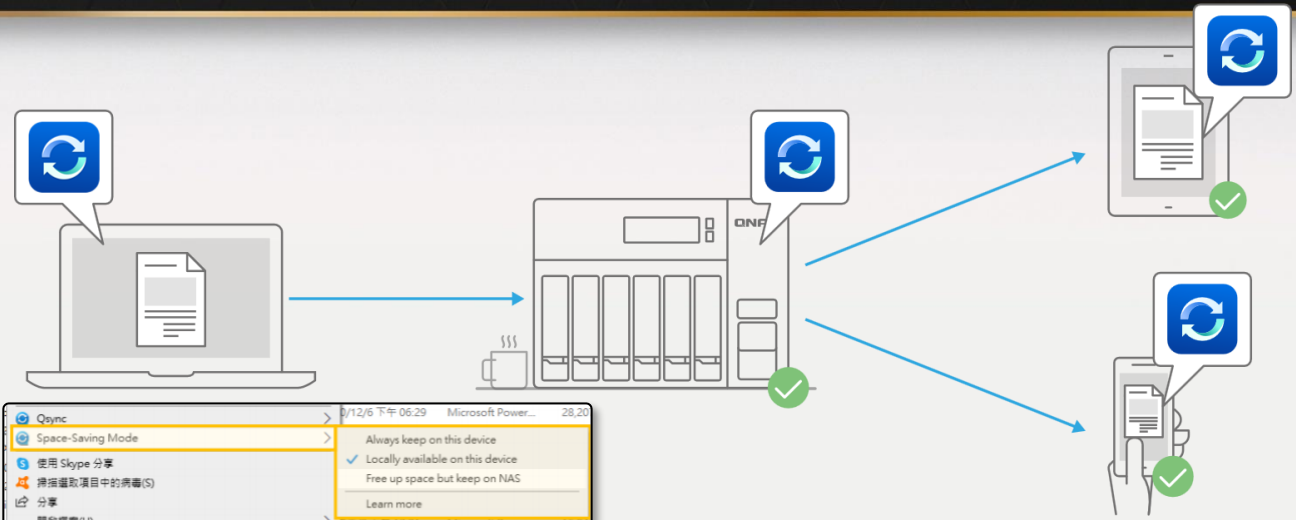 QNAP
Qsync
0/12/6 下午 06:29 Microsoft Power... 28,20
Space-Saving Mode
Always keep on this device
Locally available on this device
使用 Skype 分享
Free up space but keep on NAS
掃描選取項目中的病毒(S)
分享
Learn more